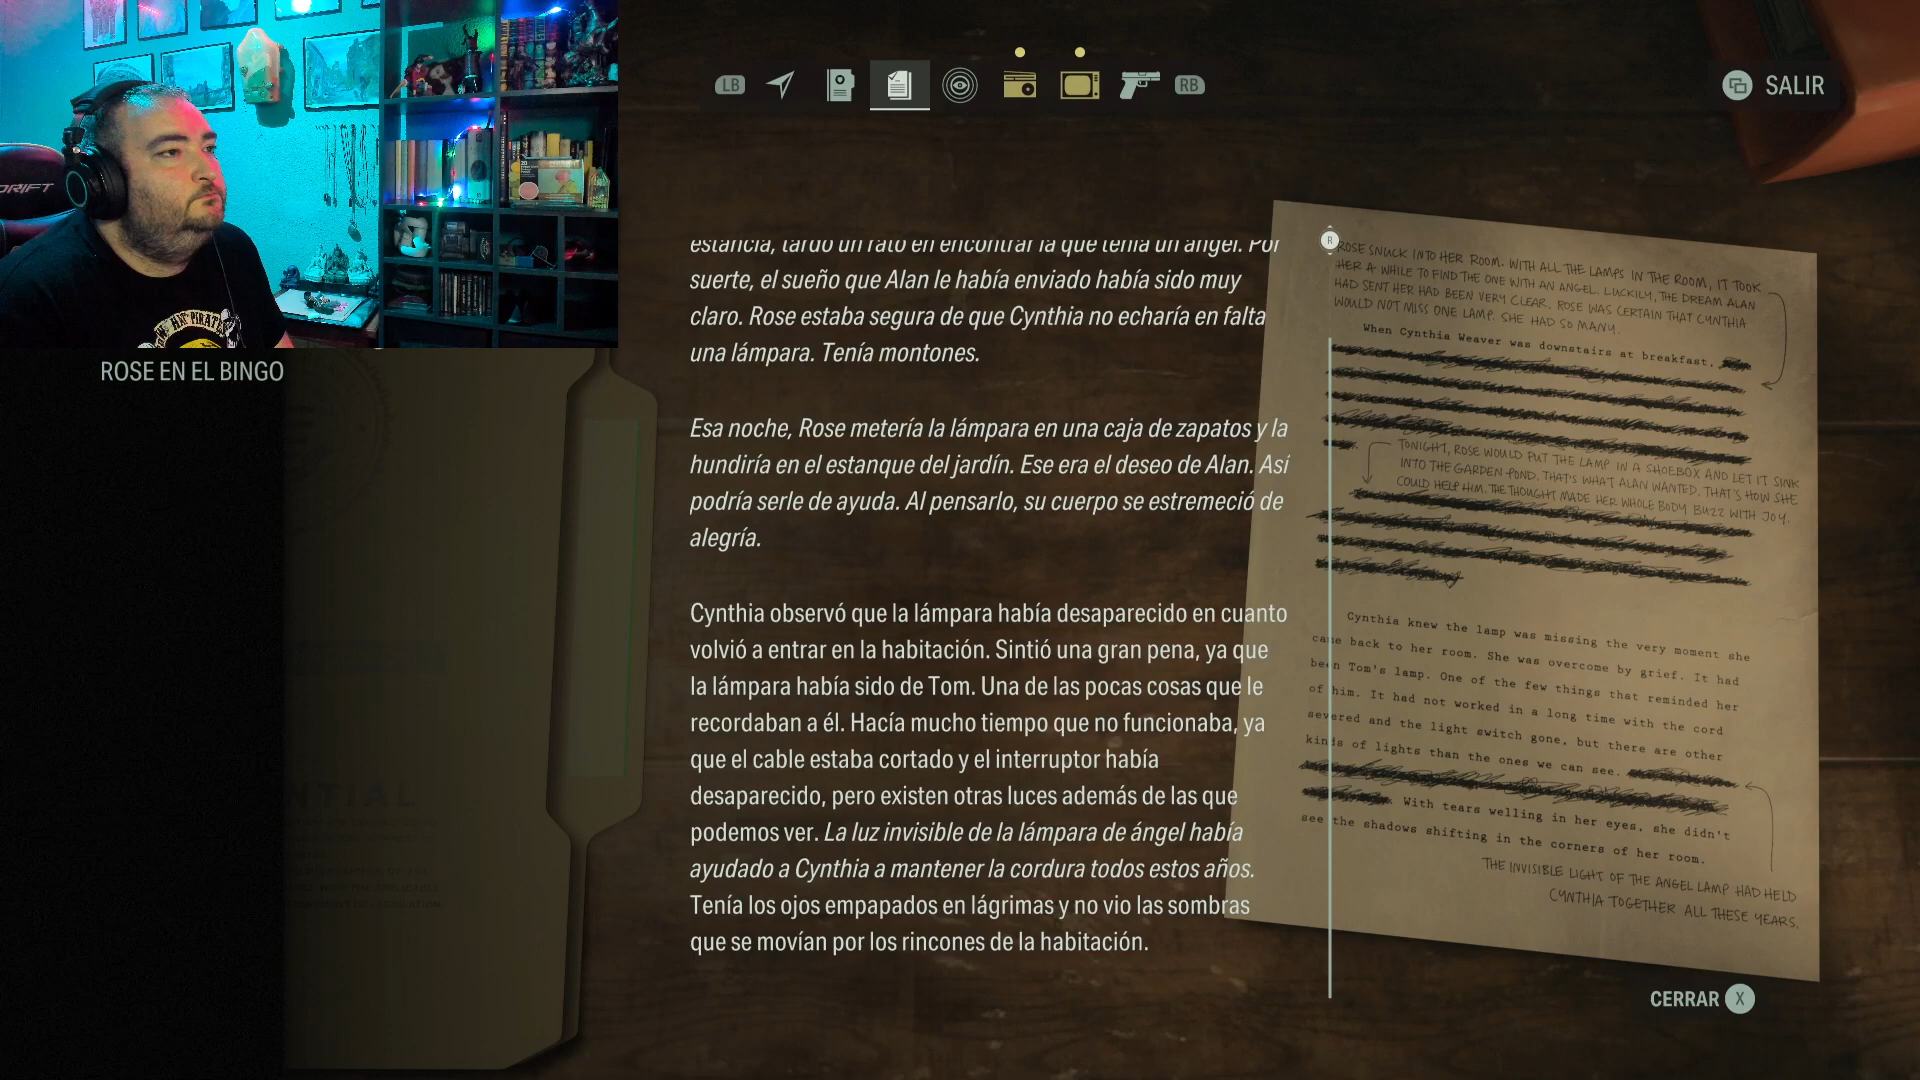 DRIFT
HAT PIRATE
LB
RB
SALIR
ROSE EN EL BINGO
estancia, tardó un rato en encontrar la que tenía un ángel. Por
suerte, el sueño que Alan le había enviado había sido muy
claro. Rose estaba segura de que Cynthia no echaría en falta
una lámpara. Tenía montones.
Esa noche, Rose metería la lámpara en una caja de zapatos y la
hundiría en el estanque del jardín. Ese era el deseo de Alan. Así
podría serle de ayuda. Al pensarlo, su cuerpo se estremeció de
alegría.
Cynthia observó que la lámpara había desaparecido en cuanto
volvió a entrar en la habitación. Sintió una gran pena, ya que
la lámpara había sido de Tom. Una de las pocas cosas que le
recordaban a él. Hacía mucho tiempo que no funcionaba, ya
que el cable estaba cortado y el interruptor había
desaparecido, pero existen otras luces además de las que
podemos ver. La luz invisible de la lámpara de ángel había
ayudado a Cynthia a mantener la cordura todos estos años.
Tenía los ojos empapados en lágrimas y no vio las sombras
que se movían por los rincones de la habitación.
R
ROSE SNUCK INTO HER ROOM. WITH ALL THE LAMPS IN THE ROOM, IT TOOK
HER A WHILE TO FIND THE ONE WITH AN ANGEL. LUCKILY, THE DREAM ALAN
HAD SENT HER HAD BEEN VERY CLEAR. ROSE WAS CERTAIN THAT CYNTHIA
WOULD NOT MISS ONE LAMP. SHE HAD SO MANY.
When Cynthia Weaver was downstairs at breakfast,
TONIGHT, ROSE WOULD PUT THE LAMP IN A SHOEBOX AND LET IT SINK
INTO THE GARDEN POND. THAT'S WHAT ALAN WANTED. THAT'S HOW SHE
COULD HELP HIM. THE THOUGHT MADE HER WHOLE BODY BUZZ WITH JOY.
Cynthia knew the lamp was missing the very moment she
came back to her room. She was overcome by grief. It had
been Tom's lamp. One of the few things that reminded her
of him. It had not worked in a long time with the cord
severed and the light switch gone, but there are other
kinds of lights than the ones we can see.
With tears welling in her eyes, she didn't
see the shadows shifting in the corners of her room.
THE INVISIBLE LIGHT OF THE ANGEL LAMP HAD HELD
CYNTHIA TOGETHER ALL THESE YEARS.
NTIAL
CERRAR X